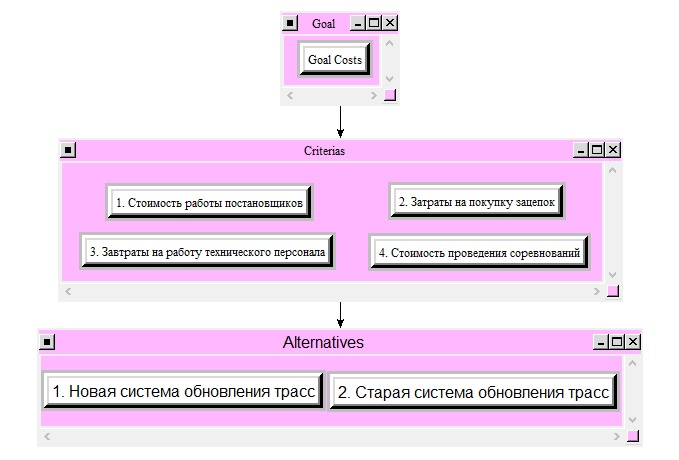 Goal
Goal Costs
Criterias
1. Стоимость работы постановщиков
2. Затраты на покупку зацепок
3. Завтраты на работу технического персонала
4. Стоимость проведения соревнований
Alternatives
1. Новая система обновления трасс
2. Старая система обновления трасс